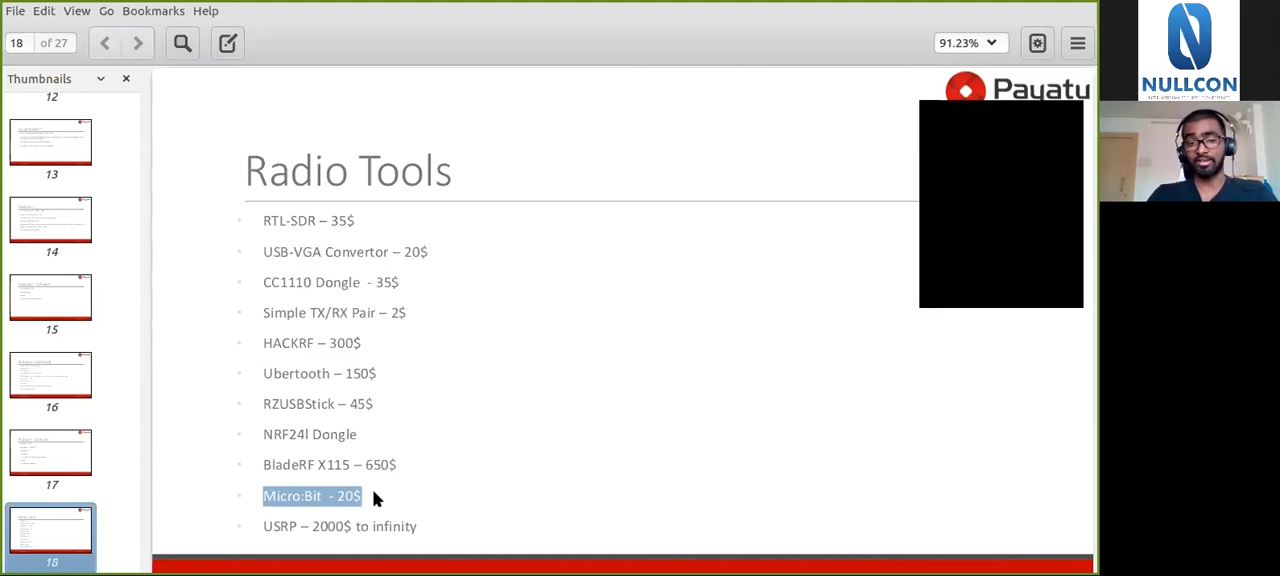 File Edit View Go Bookmarks Help
18 of 27
91.23%
Thumbnails
12
13
14
15
16
17
18
Payatu
Radio Tools
RTL-SDR – 35$
USB-VGA Convertor – 20$
CC1110 Dongle - 35$
Simple TX/RX Pair – 2$
HACKRF – 300$
Ubertooth – 150$
RZUSBStick – 45$
NRF24l Dongle
BladeRF X115 – 650$
Micro:Bit - 20$
USRP – 2000$ to infinity
NULLCON